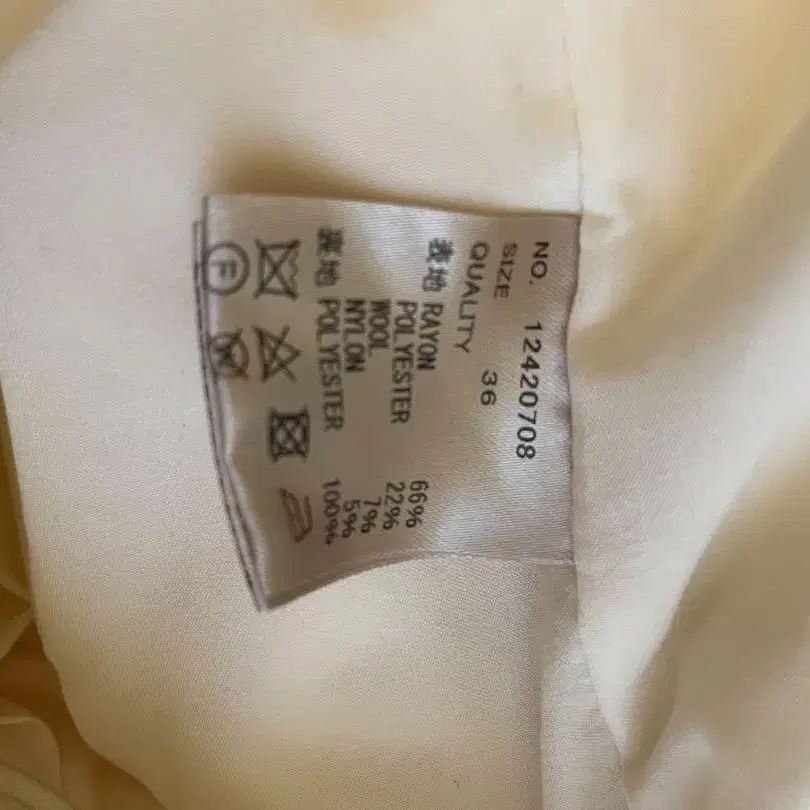 NO. 12420708
SIZE 36
QUALITY
表地 RAYON 66%
POLYESTER 22%
WOOL 7%
NYLON 5%
裏地 POLYESTER 100%
F
W